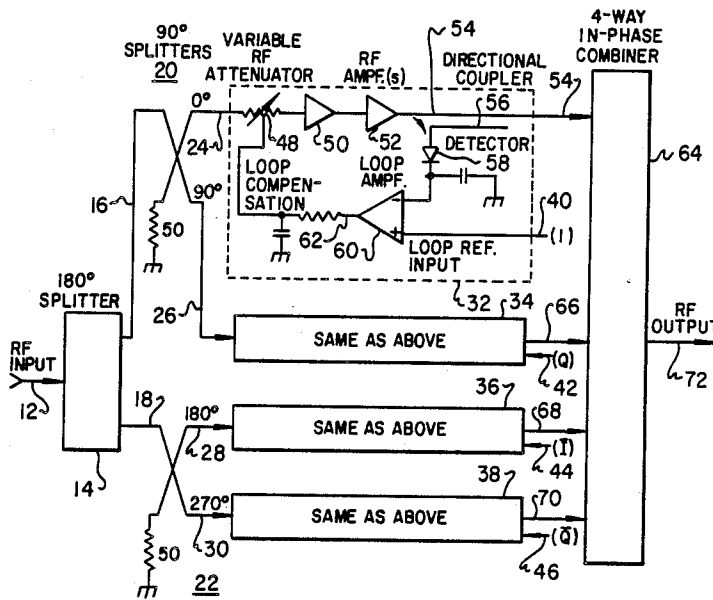 4-WAY
IN-PHASE
COMBINER
90°
SPLITTERS
20
VARIABLE
RF
ATTENUATOR
RF
AMPF.(S)
54
DIRECTIONAL
COUPLER
54
0°
24
48
50
52
56
DETECTOR
58
64
16
90°
50
LOOP
COMPEN-
SATION
LOOP
AMPF.
62
60
LOOP REF.
INPUT
40
(I)
180°
SPLITTER
26
32
34
66
RF
INPUT
12
SAME AS ABOVE
(Q)
42
RF
OUTPUT
72
18
36
180°
28
SAME AS ABOVE
68
(Ī)
44
14
38
270°
30
SAME AS ABOVE
70
(Q̄)
46
50
22